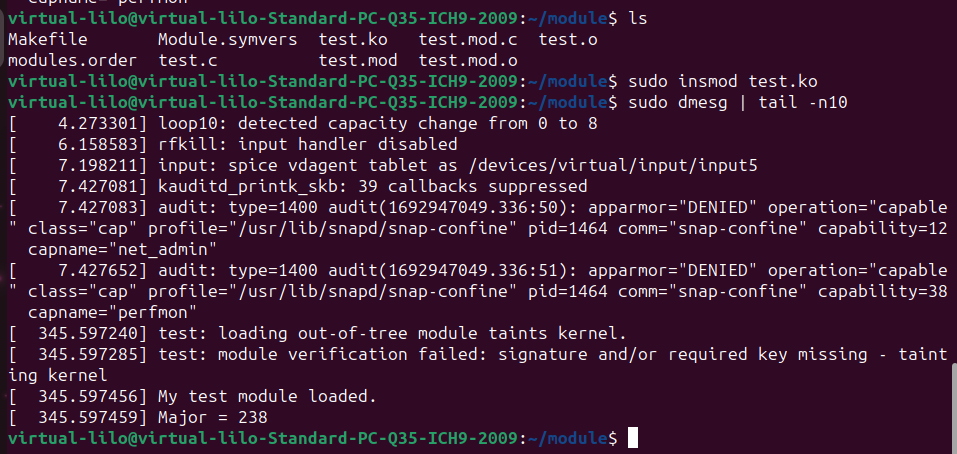 capname="perfmon"
virtual-lilo@virtual-lilo-Standard-PC-Q35-ICH9-2009:~/module$ ls
Makefile       Module.symvers  test.ko   test.mod.c  test.o
modules.order  test.c          test.mod  test.mod.o
virtual-lilo@virtual-lilo-Standard-PC-Q35-ICH9-2009:~/module$ sudo insmod test.ko
virtual-lilo@virtual-lilo-Standard-PC-Q35-ICH9-2009:~/module$ sudo dmesg | tail -n10
[    4.273301] loop10: detected capacity change from 0 to 8
[    6.158583] rfkill: input handler disabled
[    7.198211] input: spice vdagent tablet as /devices/virtual/input/input5
[    7.427081] kauditd_printk_skb: 39 callbacks suppressed
[    7.427083] audit: type=1400 audit(1692947049.336:50): apparmor="DENIED" operation="capable
" class="cap" profile="/usr/lib/snapd/snap-confine" pid=1464 comm="snap-confine" capability=12
  capname="net_admin"
[    7.427652] audit: type=1400 audit(1692947049.336:51): apparmor="DENIED" operation="capable
" class="cap" profile="/usr/lib/snapd/snap-confine" pid=1464 comm="snap-confine" capability=38
  capname="perfmon"
[  345.597240] test: loading out-of-tree module taints kernel.
[  345.597285] test: module verification failed: signature and/or required key missing - taint
ing kernel
[  345.597456] My test module loaded.
[  345.597459] Major = 238
virtual-lilo@virtual-lilo-Standard-PC-Q35-ICH9-2009:~/module$